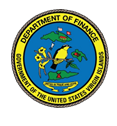 DEPARTMENT OF FINANCE
GOVERNMENT OF THE UNITED STATES VIRGIN ISLANDS